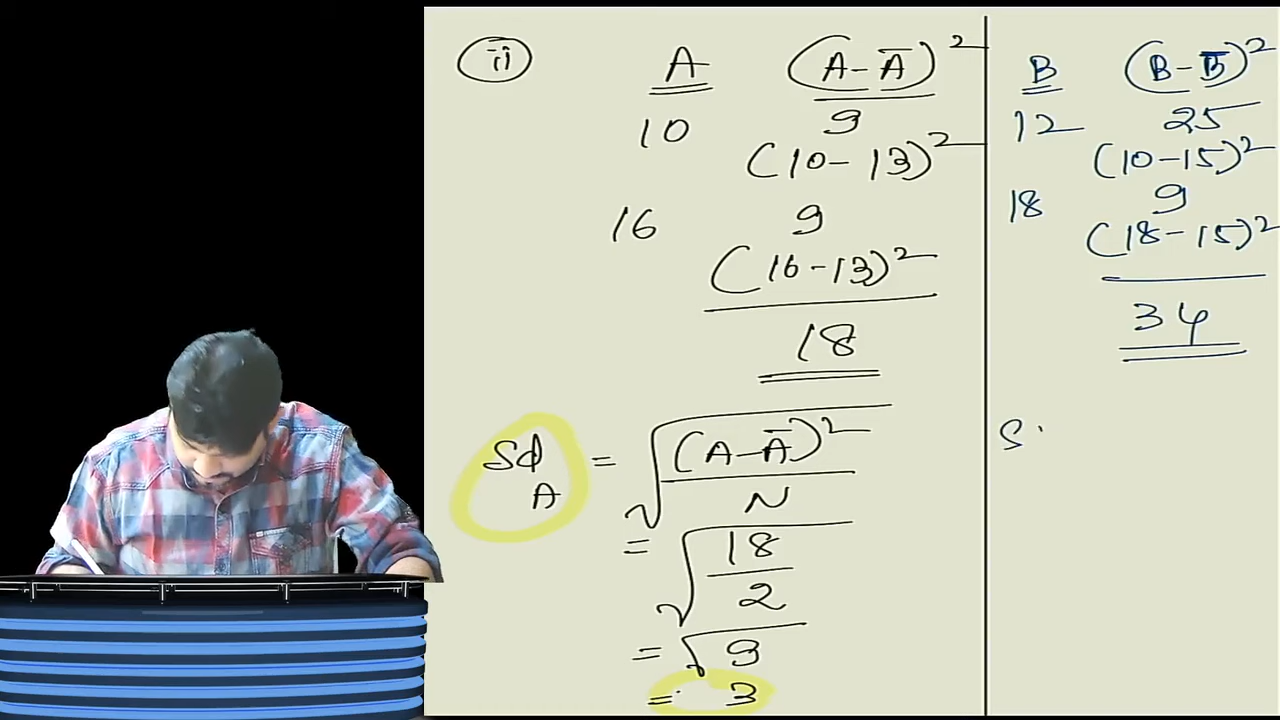 ii)
A (A-Ā)²
10 9
(10-13)²
16 9
(16-13)²
18
Sd A = √(A-Ā)²/N
= √18/2
= √9
= 3
B (B-B̄)²
12 25
(10-15)²
18 9
(18-15)²
34
S